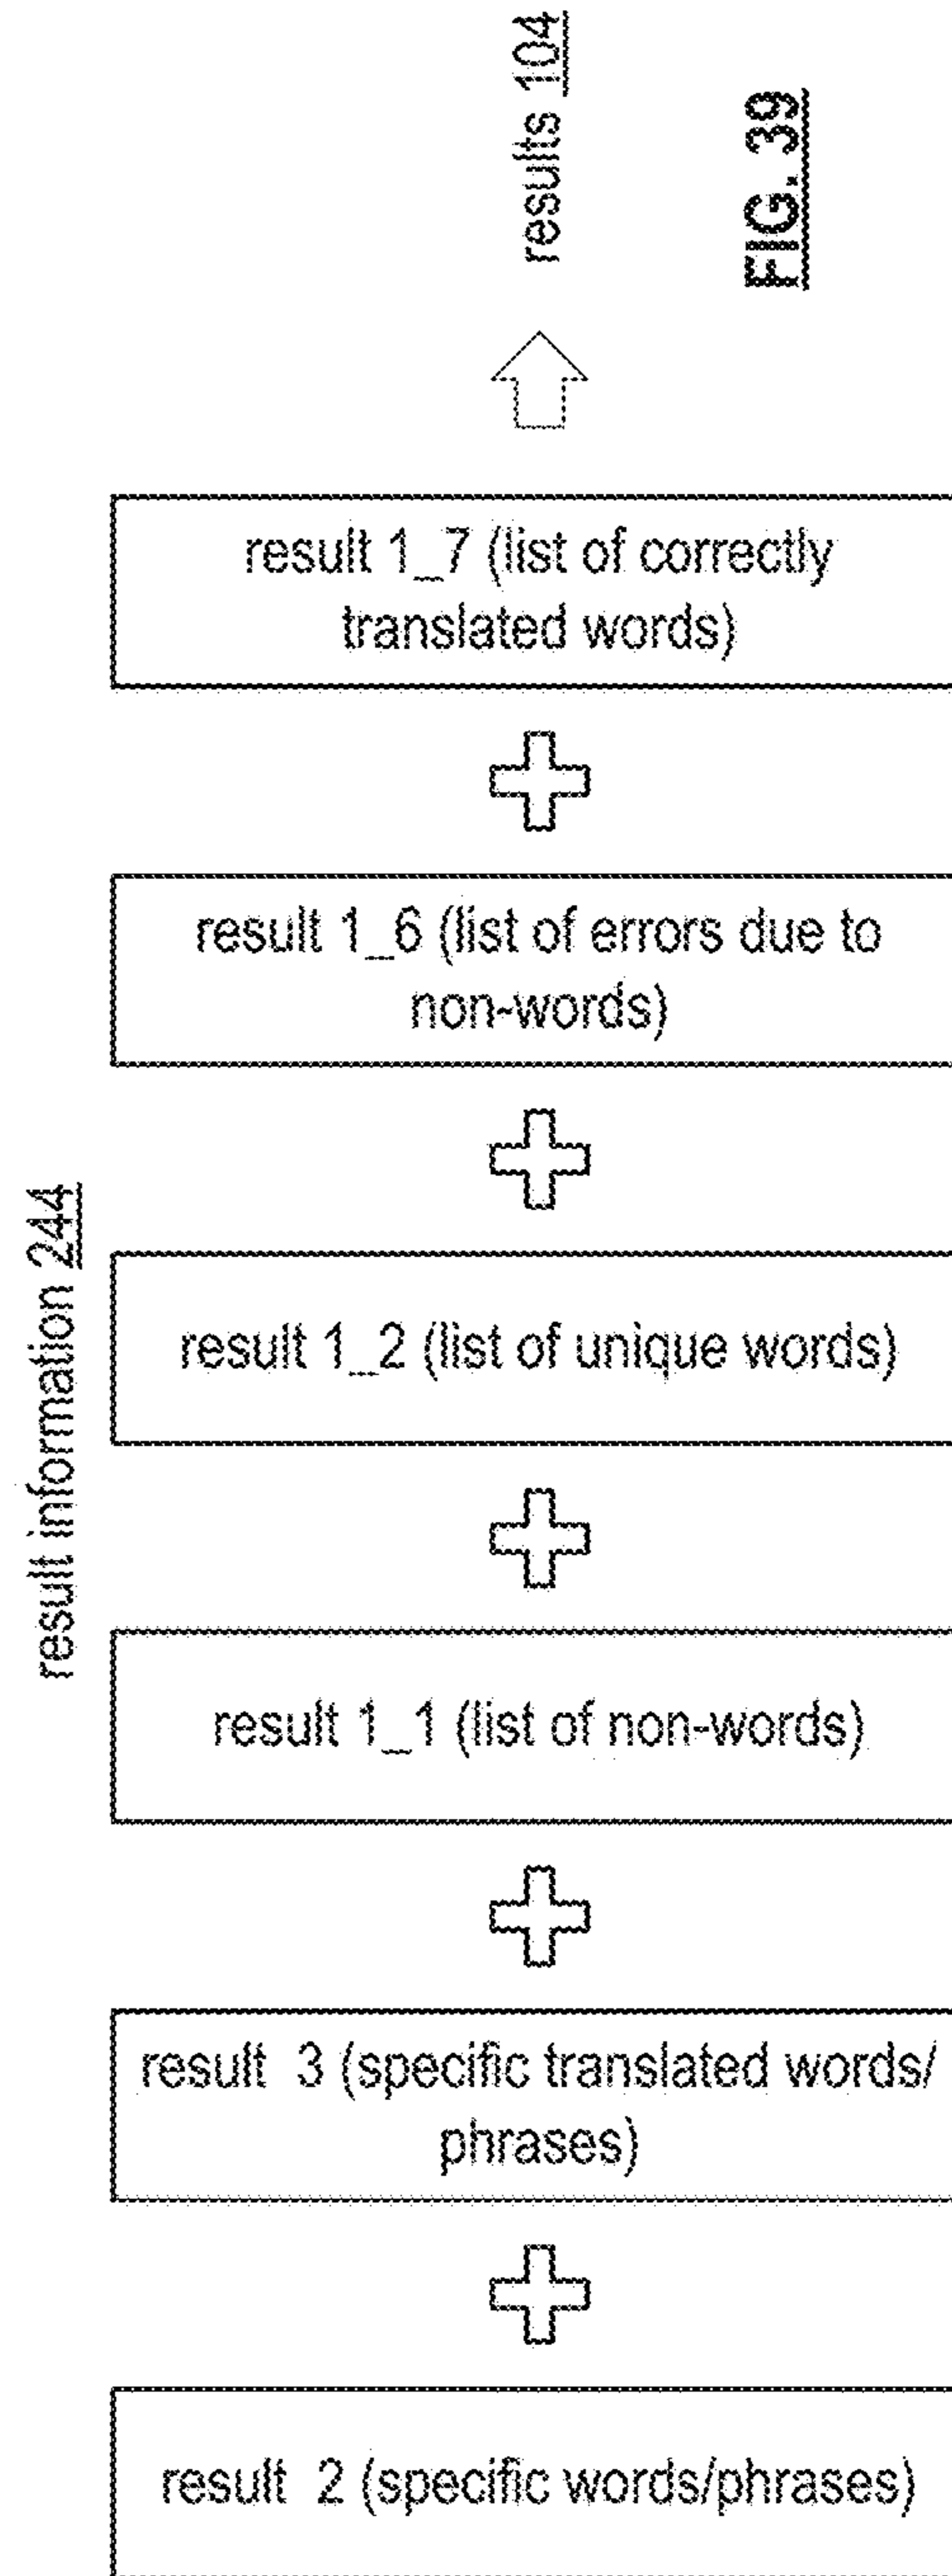 results 104
FIG. 39
result information 244
result 1_7 (list of correctly
translated words)
result 1_6 (list of errors due to
non-words)
result 1_2 (list of unique words)
result 1_1 (list of non-words)
result 3 (specific translated words/
phrases)
result 2 (specific words/phrases)